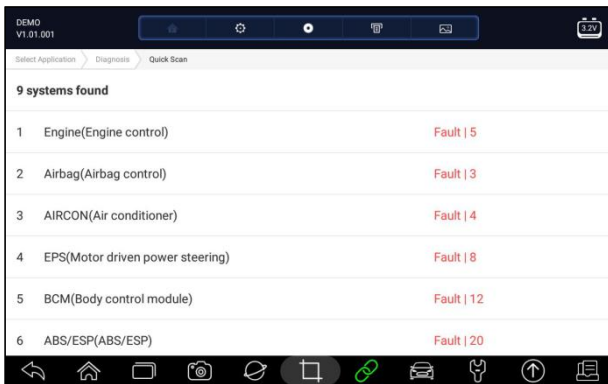 DEMO
V1.01.001
3.2V
Select Application Diagnosis Quick Scan
9 systems found
1 Engine(Engine control) Fault | 5
2 Airbag(Airbag control) Fault | 3
3 AIRCON(Air conditioner) Fault | 4
4 EPS(Motor driven power steering) Fault | 8
5 BCM(Body control module) Fault | 12
6 ABS/ESP(ABS/ESP) Fault | 20